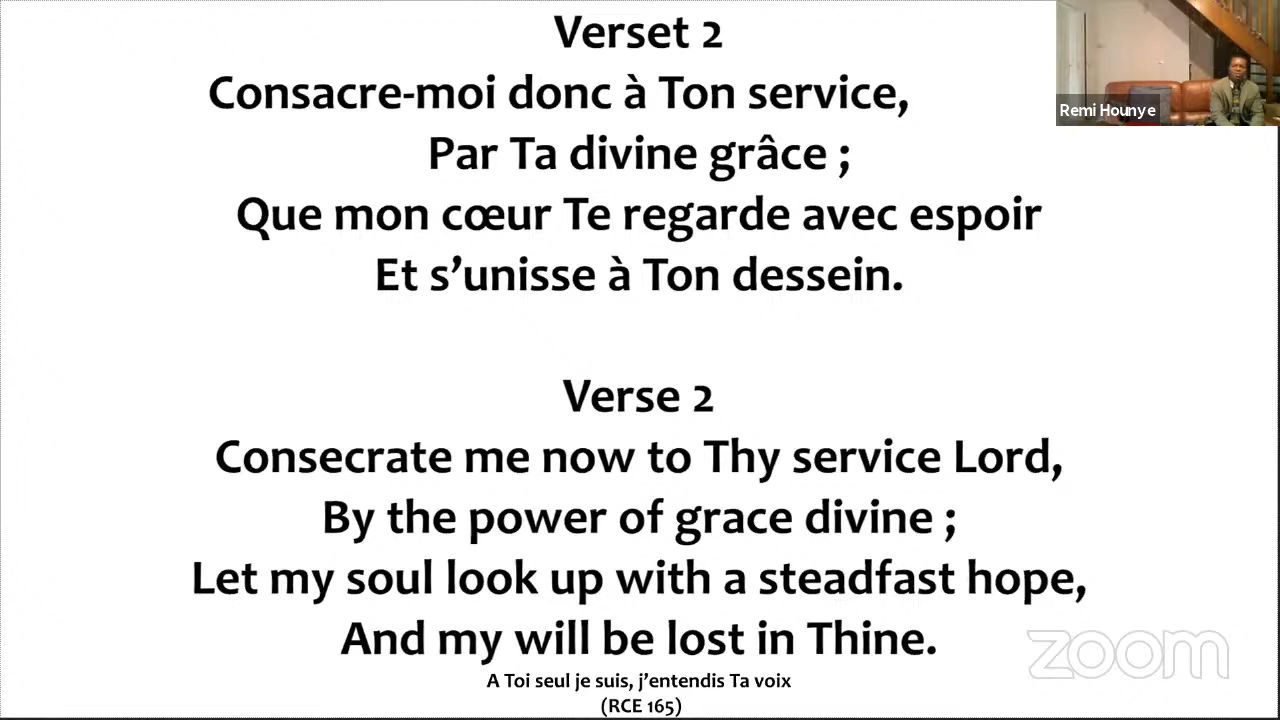 Verset 2
Consacre-moi donc à Ton service,
Par Ta divine grâce ;
Que mon cœur Te regarde avec espoir
Et s’unisse à Ton dessein.
Verse 2
Consecrate me now to Thy service Lord,
By the power of grace divine ;
Let my soul look up with a steadfast hope,
And my will be lost in Thine.
A Toi seul je suis, j’entendis Ta voix
(RCE 165)
Remi Hounye
zoom